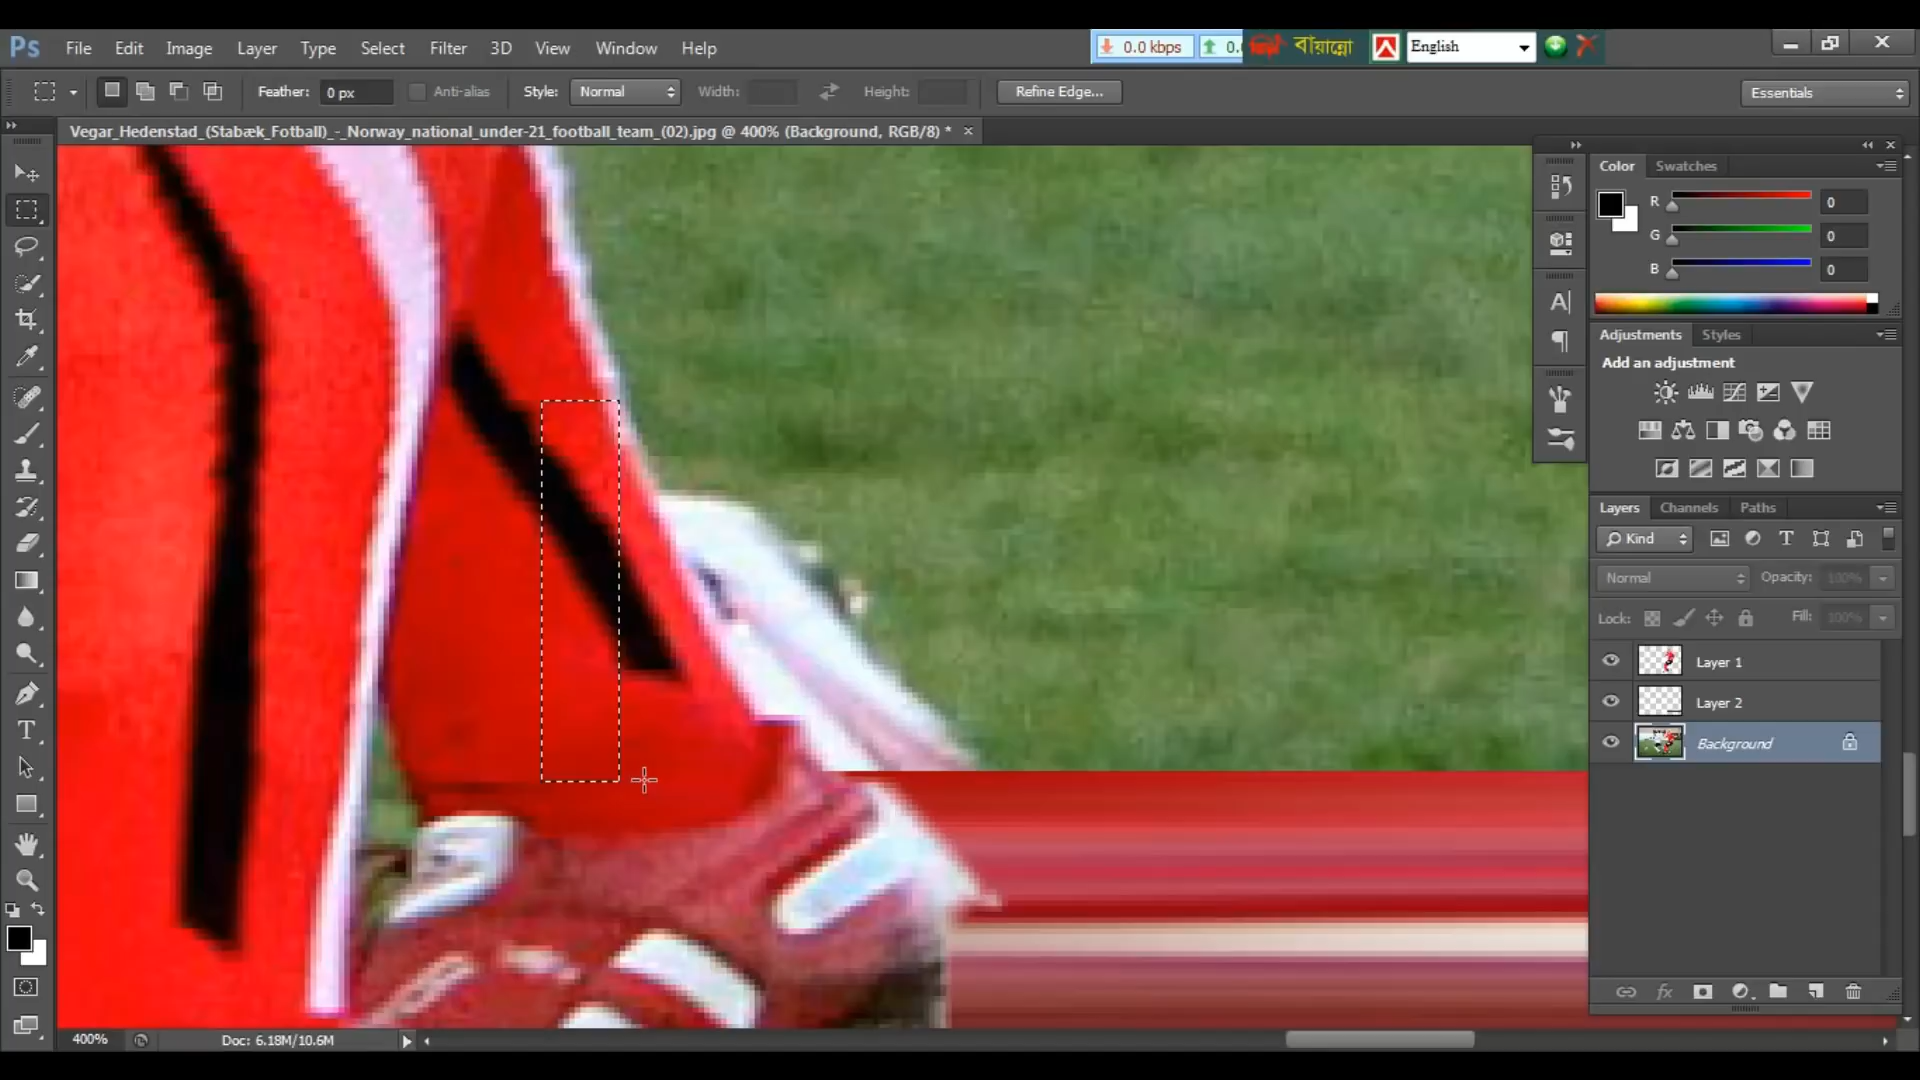 Ps File Edit Image Layer Type Select Filter 3D View Window Help
0.0 kbps 0. বায়ান্নো English
Feather: 0 px Anti-alias Style: Normal Width: Height: Refine Edge... Essentials
Vegar_Hedenstad_(Stabæk_Fotball)_-_Norway_national_under-21_football_team_(02).jpg @ 400% (Background, RGB/8) *
Color Swatches
R 0
G 0
B 0
Adjustments Styles
Add an adjustment
Layers Channels Paths
Kind
Normal Opacity: 100%
Lock: Fill: 100%
Layer 1
Layer 2
Background
400% Doc: 6.18M/10.6M